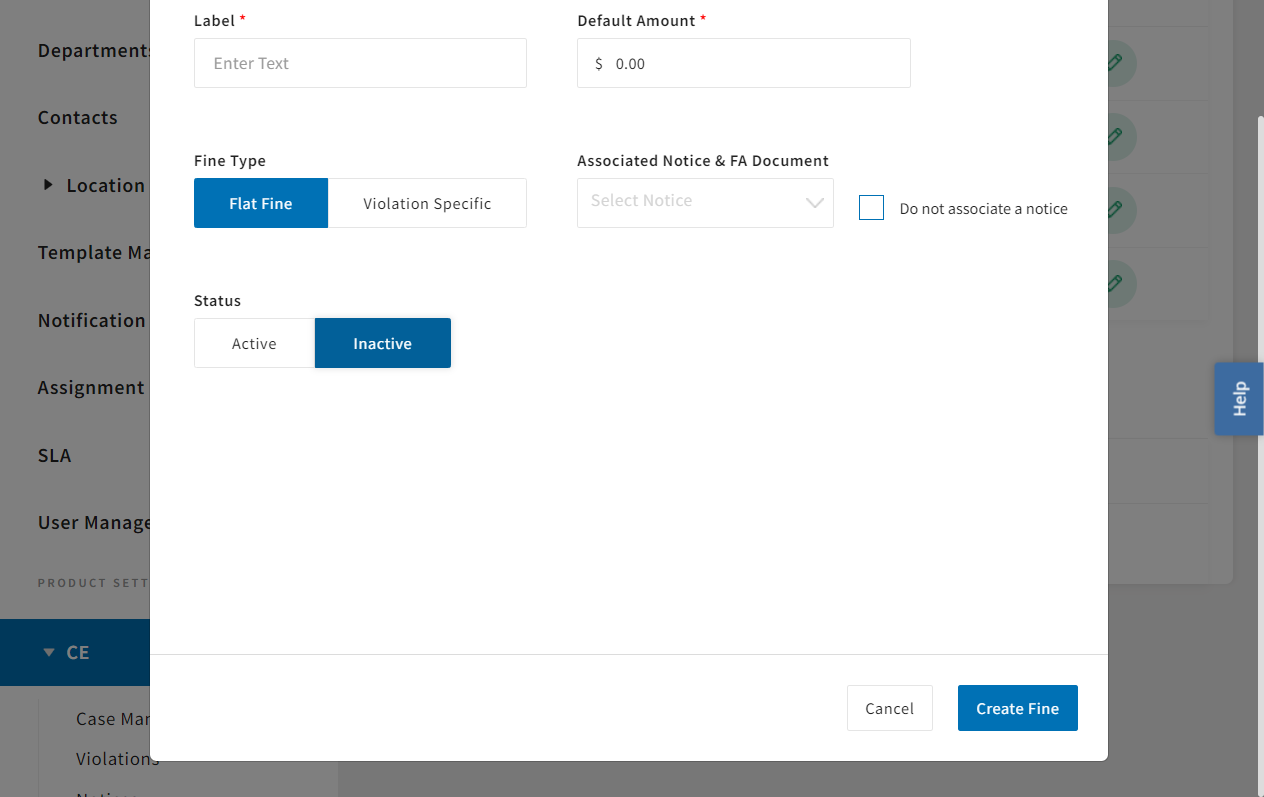 Departments
Contacts
Location
Template Ma
Notification
Assignment
SLA
User Manage
PRODUCT SETT
CE
Case Man
Violations
Notices
Label *
Default Amount *
Enter Text
$ 0.00
Fine Type
Associated Notice & FA Document
Flat Fine
Violation Specific
Select Notice
Do not associate a notice
Status
Active
Inactive
Cancel
Create Fine
Help